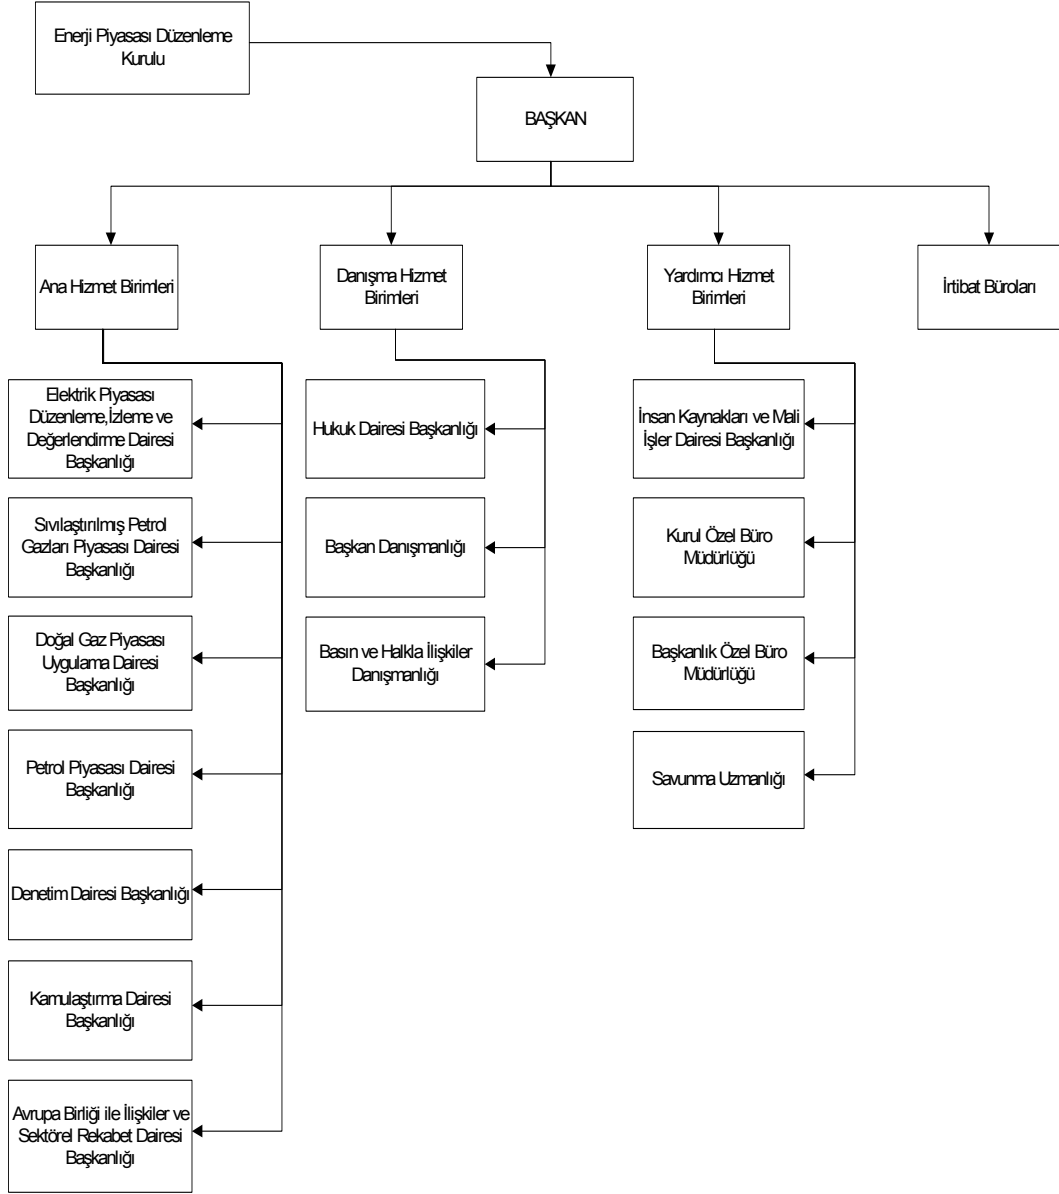 Enerji Piyasası Düzenleme
Kurulu
BAŞKAN
Ana Hizmet Birimleri
Danışma Hizmet
Birimleri
Yardımcı Hizmet
Birimleri
İrtibat Büroları
Elektrik Piyasası
Düzenleme,İzleme ve
Değerlendirme Dairesi
Başkanlığı
Sıvılaştırılmış Petrol
Gazları Piyasası Dairesi
Başkanlığı
Doğal Gaz Piyasası
Uygulama Dairesi
Başkanlığı
Petrol Piyasası Dairesi
Başkanlığı
Denetim Dairesi Başkanlığı
Kamulaştırma Dairesi
Başkanlığı
Avrupa Birliği ile İlişkiler ve
Sektörel Rekabet Dairesi
Başkanlığı
Hukuk Dairesi Başkanlığı
Başkan Danışmanlığı
Basın ve Halkla İlişkiler
Danışmanlığı
İnsan Kaynakları ve Mali
İşler Dairesi Başkanlığı
Kurul Özel Büro
Müdürlüğü
Başkanlık Özel Büro
Müdürlüğü
Savunma Uzmanlığı